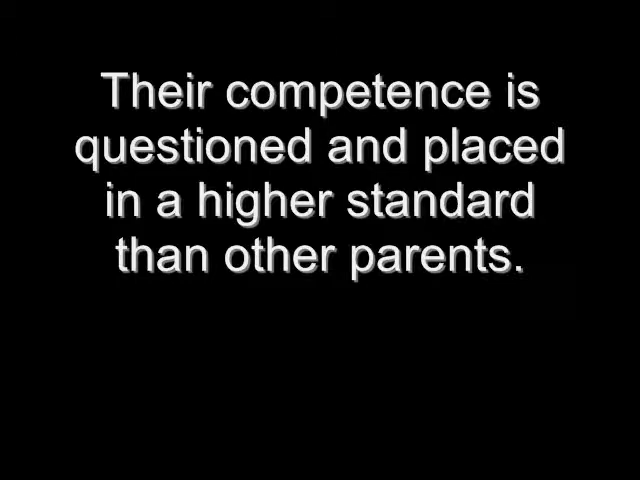 Their competence is
questioned and placed
in a higher standard
than other parents.